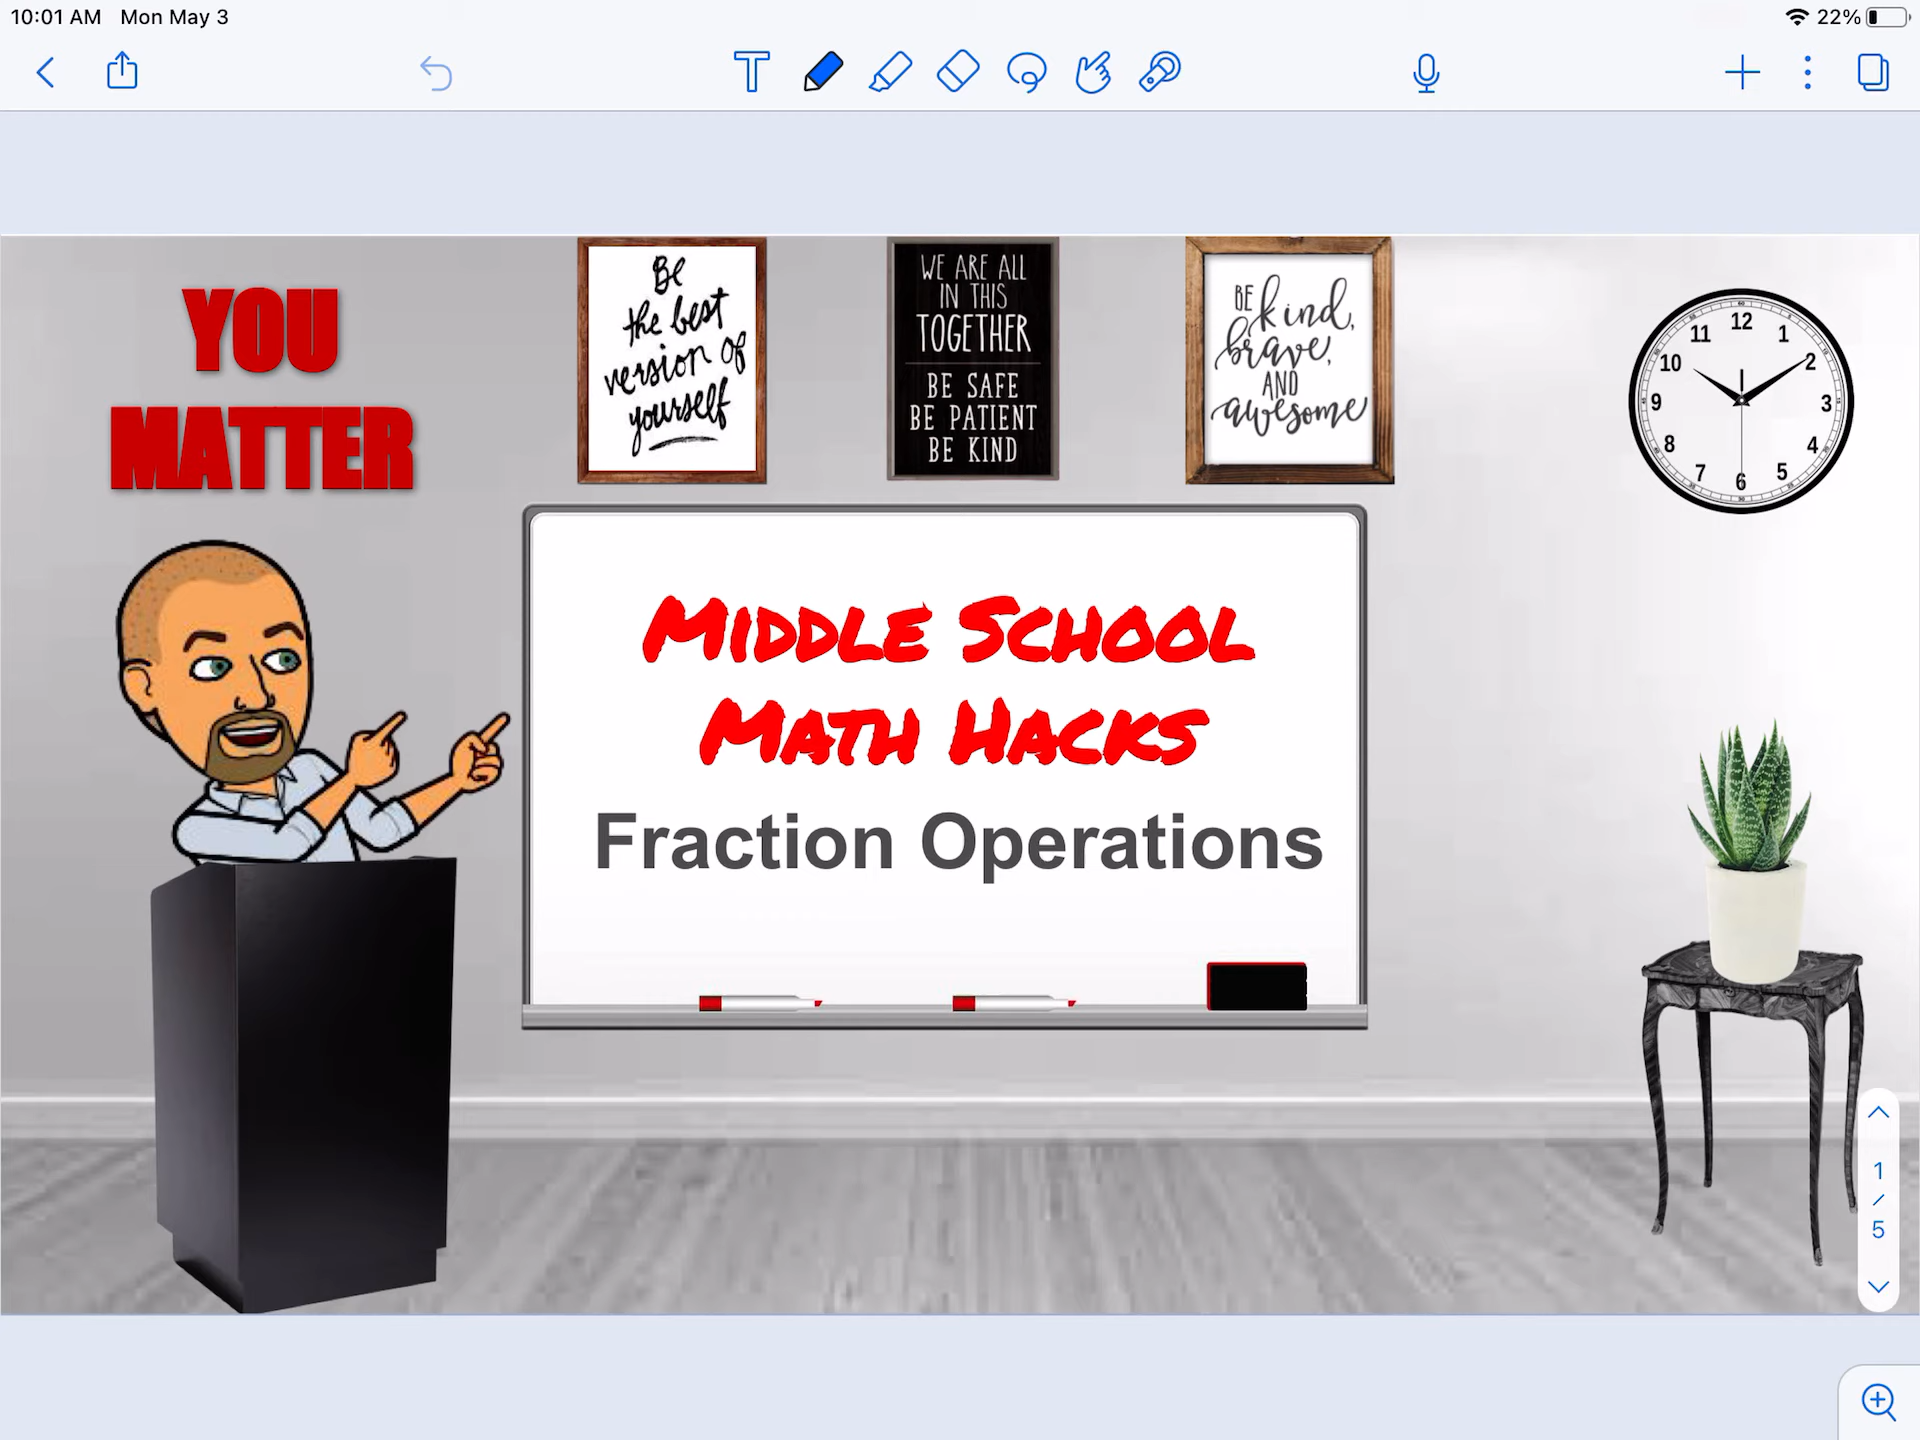 10:01 AM Mon May 3
22%
YOU
MATTER
Be
the best
version of
yourself
WE ARE ALL
IN THIS
TOGETHER
BE SAFE
BE PATIENT
BE KIND
BE kind,
brave,
AND
awesome
12
11 1
10 2
9 3
8 4
7 5
6
MIDDLE SCHOOL
MATH HACKS
Fraction Operations
1
/
5